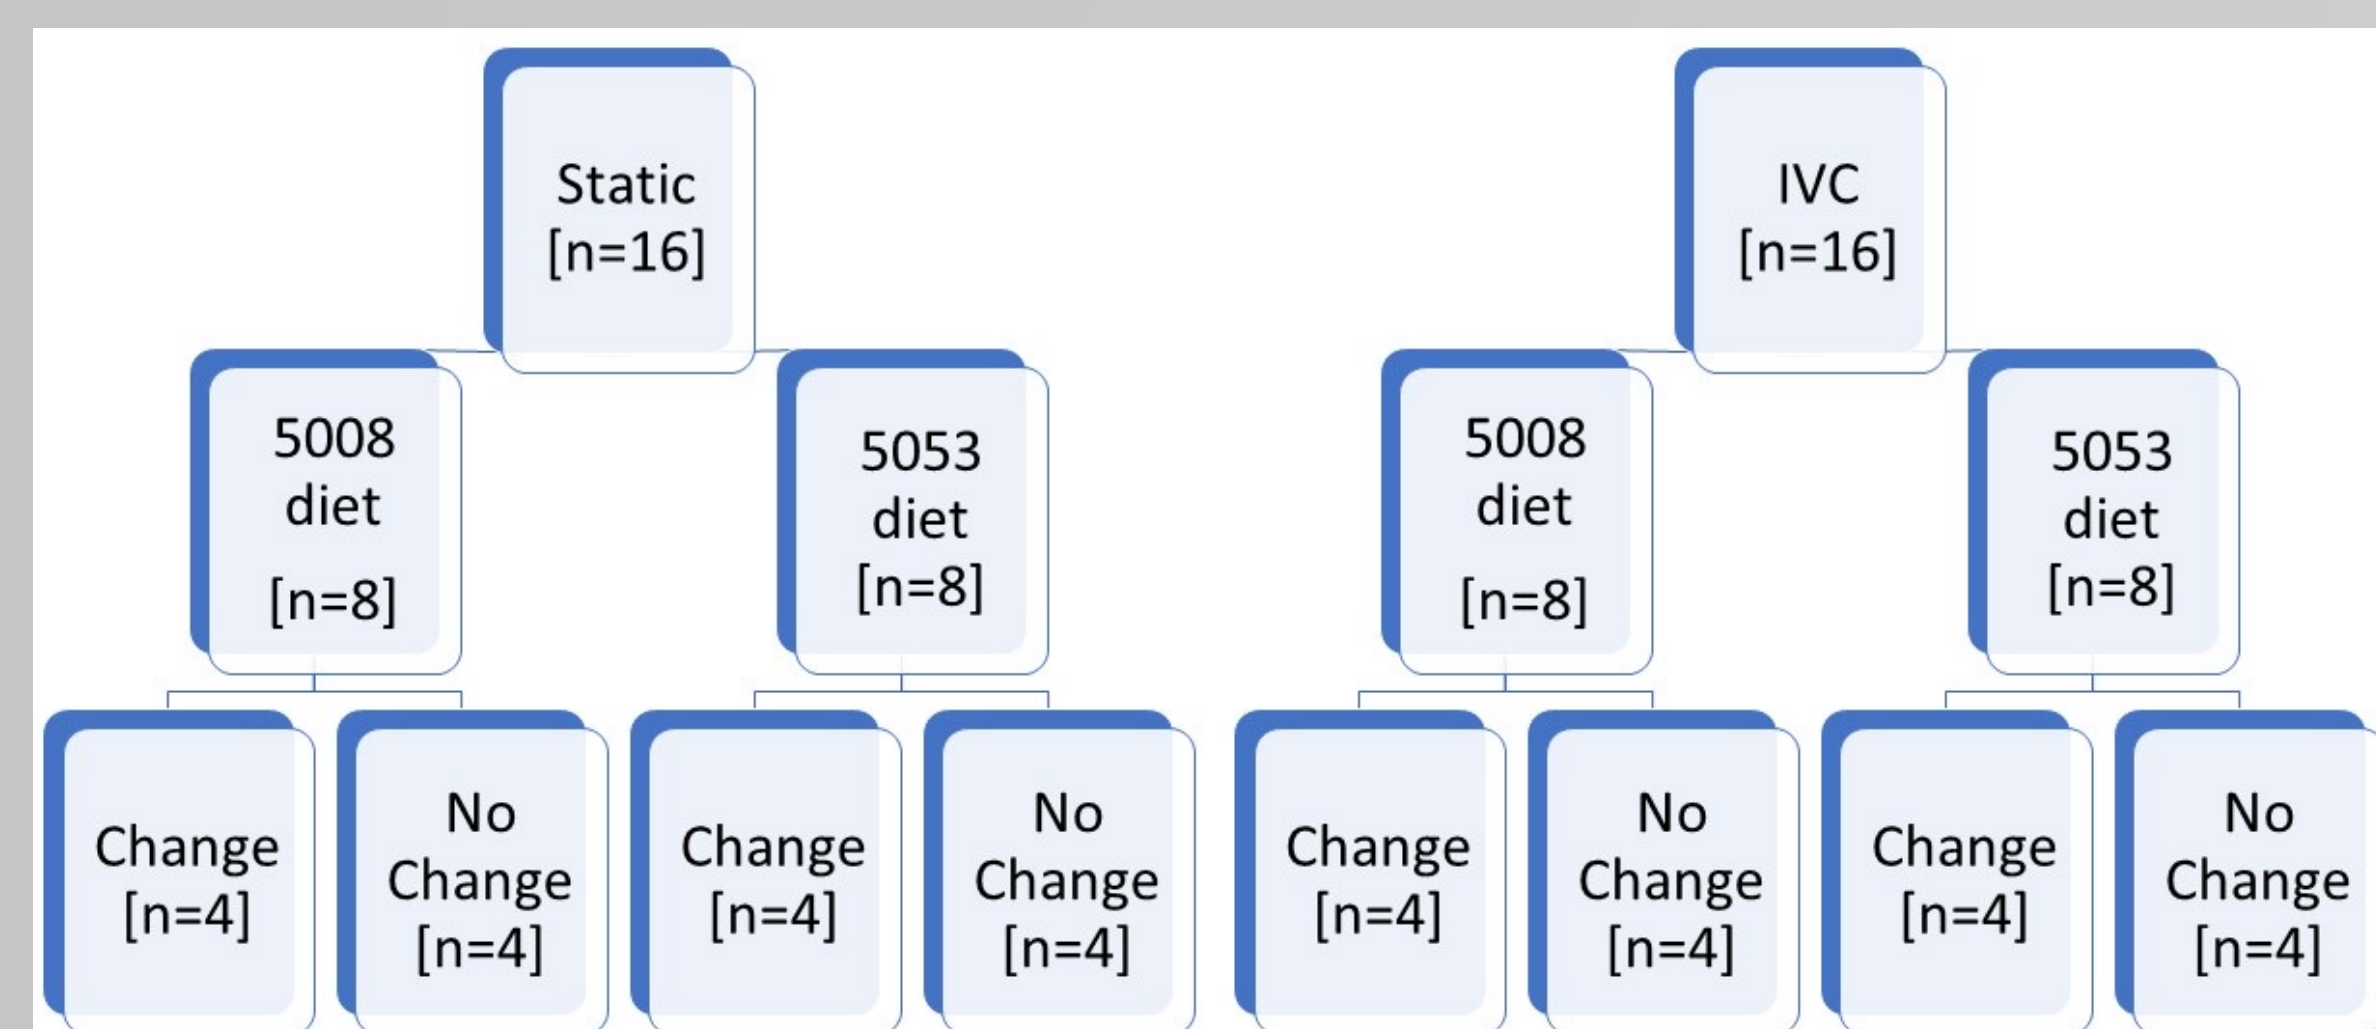 Static
[n=16]
IVC
[n=16]
5008
diet
[n=8]
5053
diet
[n=8]
5008
diet
[n=8]
5053
diet
[n=8]
Change
[n=4]
No
Change
[n=4]
Change
[n=4]
No
Change
[n=4]
Change
[n=4]
No
Change
[n=4]
Change
[n=4]
No
Change
[n=4]